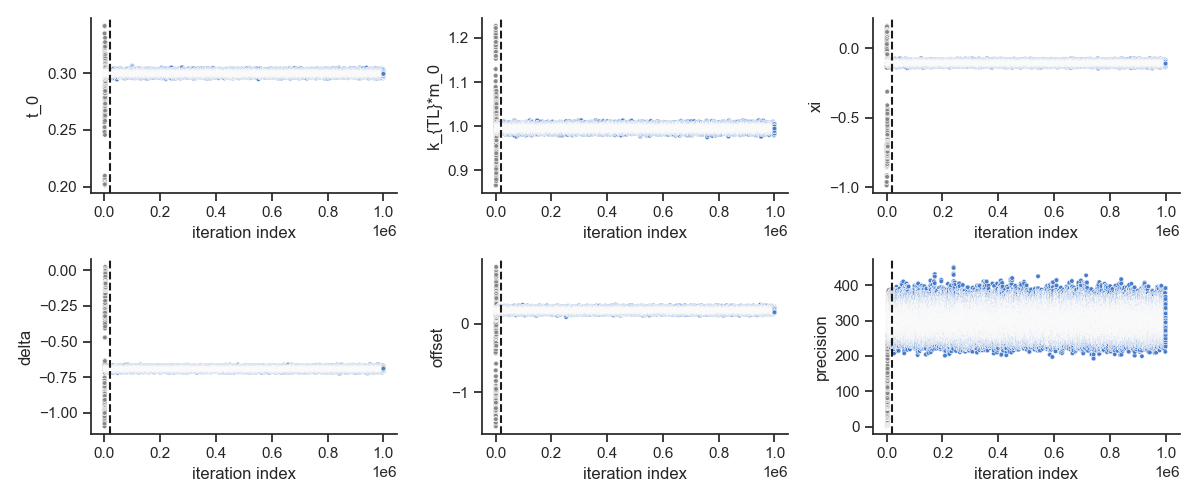 t_0
0.30
0.25
0.20
0.0 0.2 0.4 0.6 0.8 1.0
iteration index
1e6
k_{TL}*m_0
1.2
1.1
1.0
0.9
0.0 0.2 0.4 0.6 0.8 1.0
iteration index
1e6
xi
0.0
−0.5
−1.0
0.0 0.2 0.4 0.6 0.8 1.0
iteration index
1e6
delta
0.00
−0.25
−0.50
−0.75
−1.00
0.0 0.2 0.4 0.6 0.8 1.0
iteration index
1e6
offset
0
−1
0.0 0.2 0.4 0.6 0.8 1.0
iteration index
1e6
precision
400
300
200
100
0
0.0 0.2 0.4 0.6 0.8 1.0
iteration index
1e6